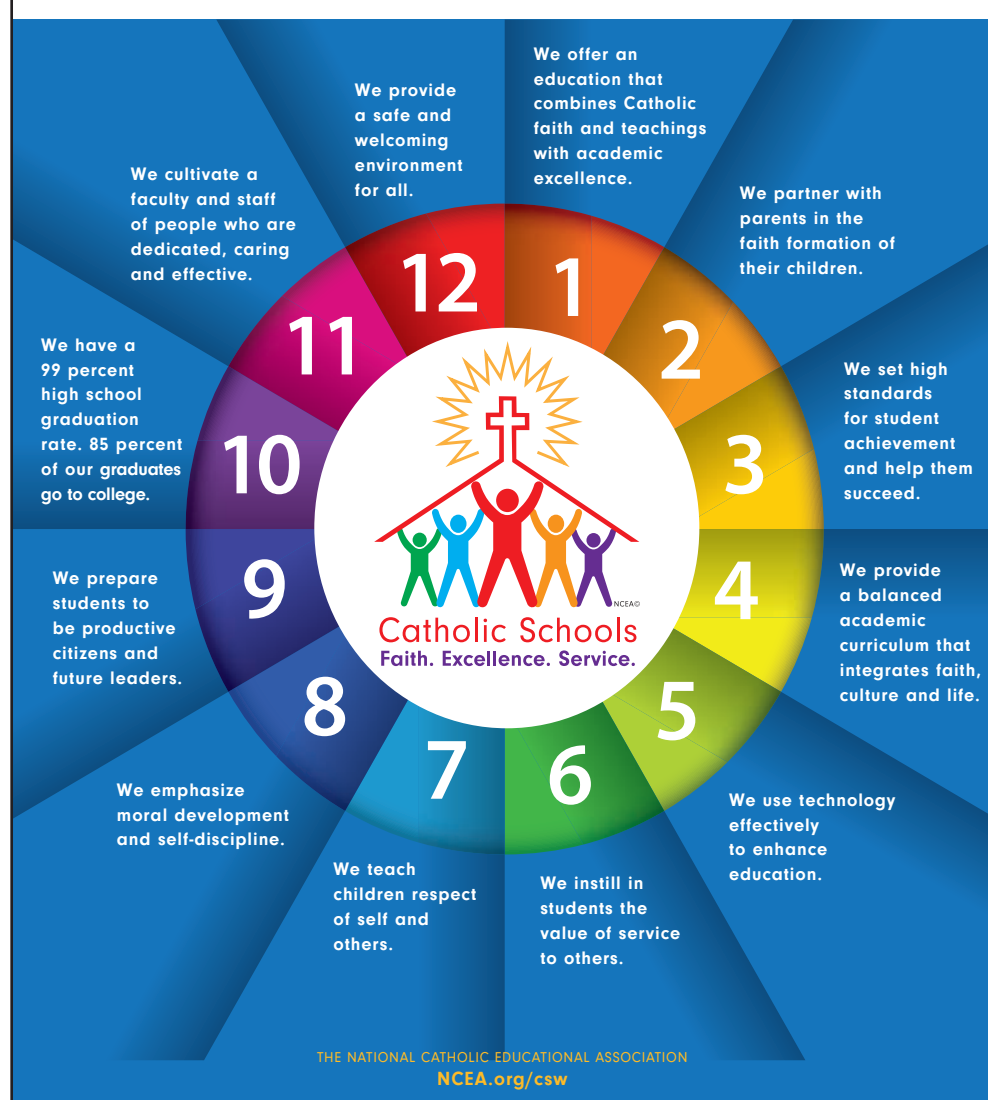 1
We offer an
education that
combines Catholic
faith and teachings
with academic
excellence.
2
We partner with
parents in the
faith formation of
their children.
3
We set high
standards
for student
achievement
and help them
succeed.
4
We provide
a balanced
academic
curriculum that
integrates faith,
culture and life.
5
We use technology
effectively
to enhance
education.
6
We instill in
students the
value of service
to others.
7
We teach
children respect
of self and
others.
8
We emphasize
moral development
and self-discipline.
9
We prepare
students to
be productive
citizens and
future leaders.
10
We have a
99 percent
high school
graduation
rate. 85 percent
of our graduates
go to college.
11
We cultivate a
faculty and staff
of people who are
dedicated, caring
and effective.
12
We provide
a safe and
welcoming
environment
for all.
NCEA©
Catholic Schools
Faith. Excellence. Service.
THE NATIONAL CATHOLIC EDUCATIONAL ASSOCIATION
NCEA.org/csw